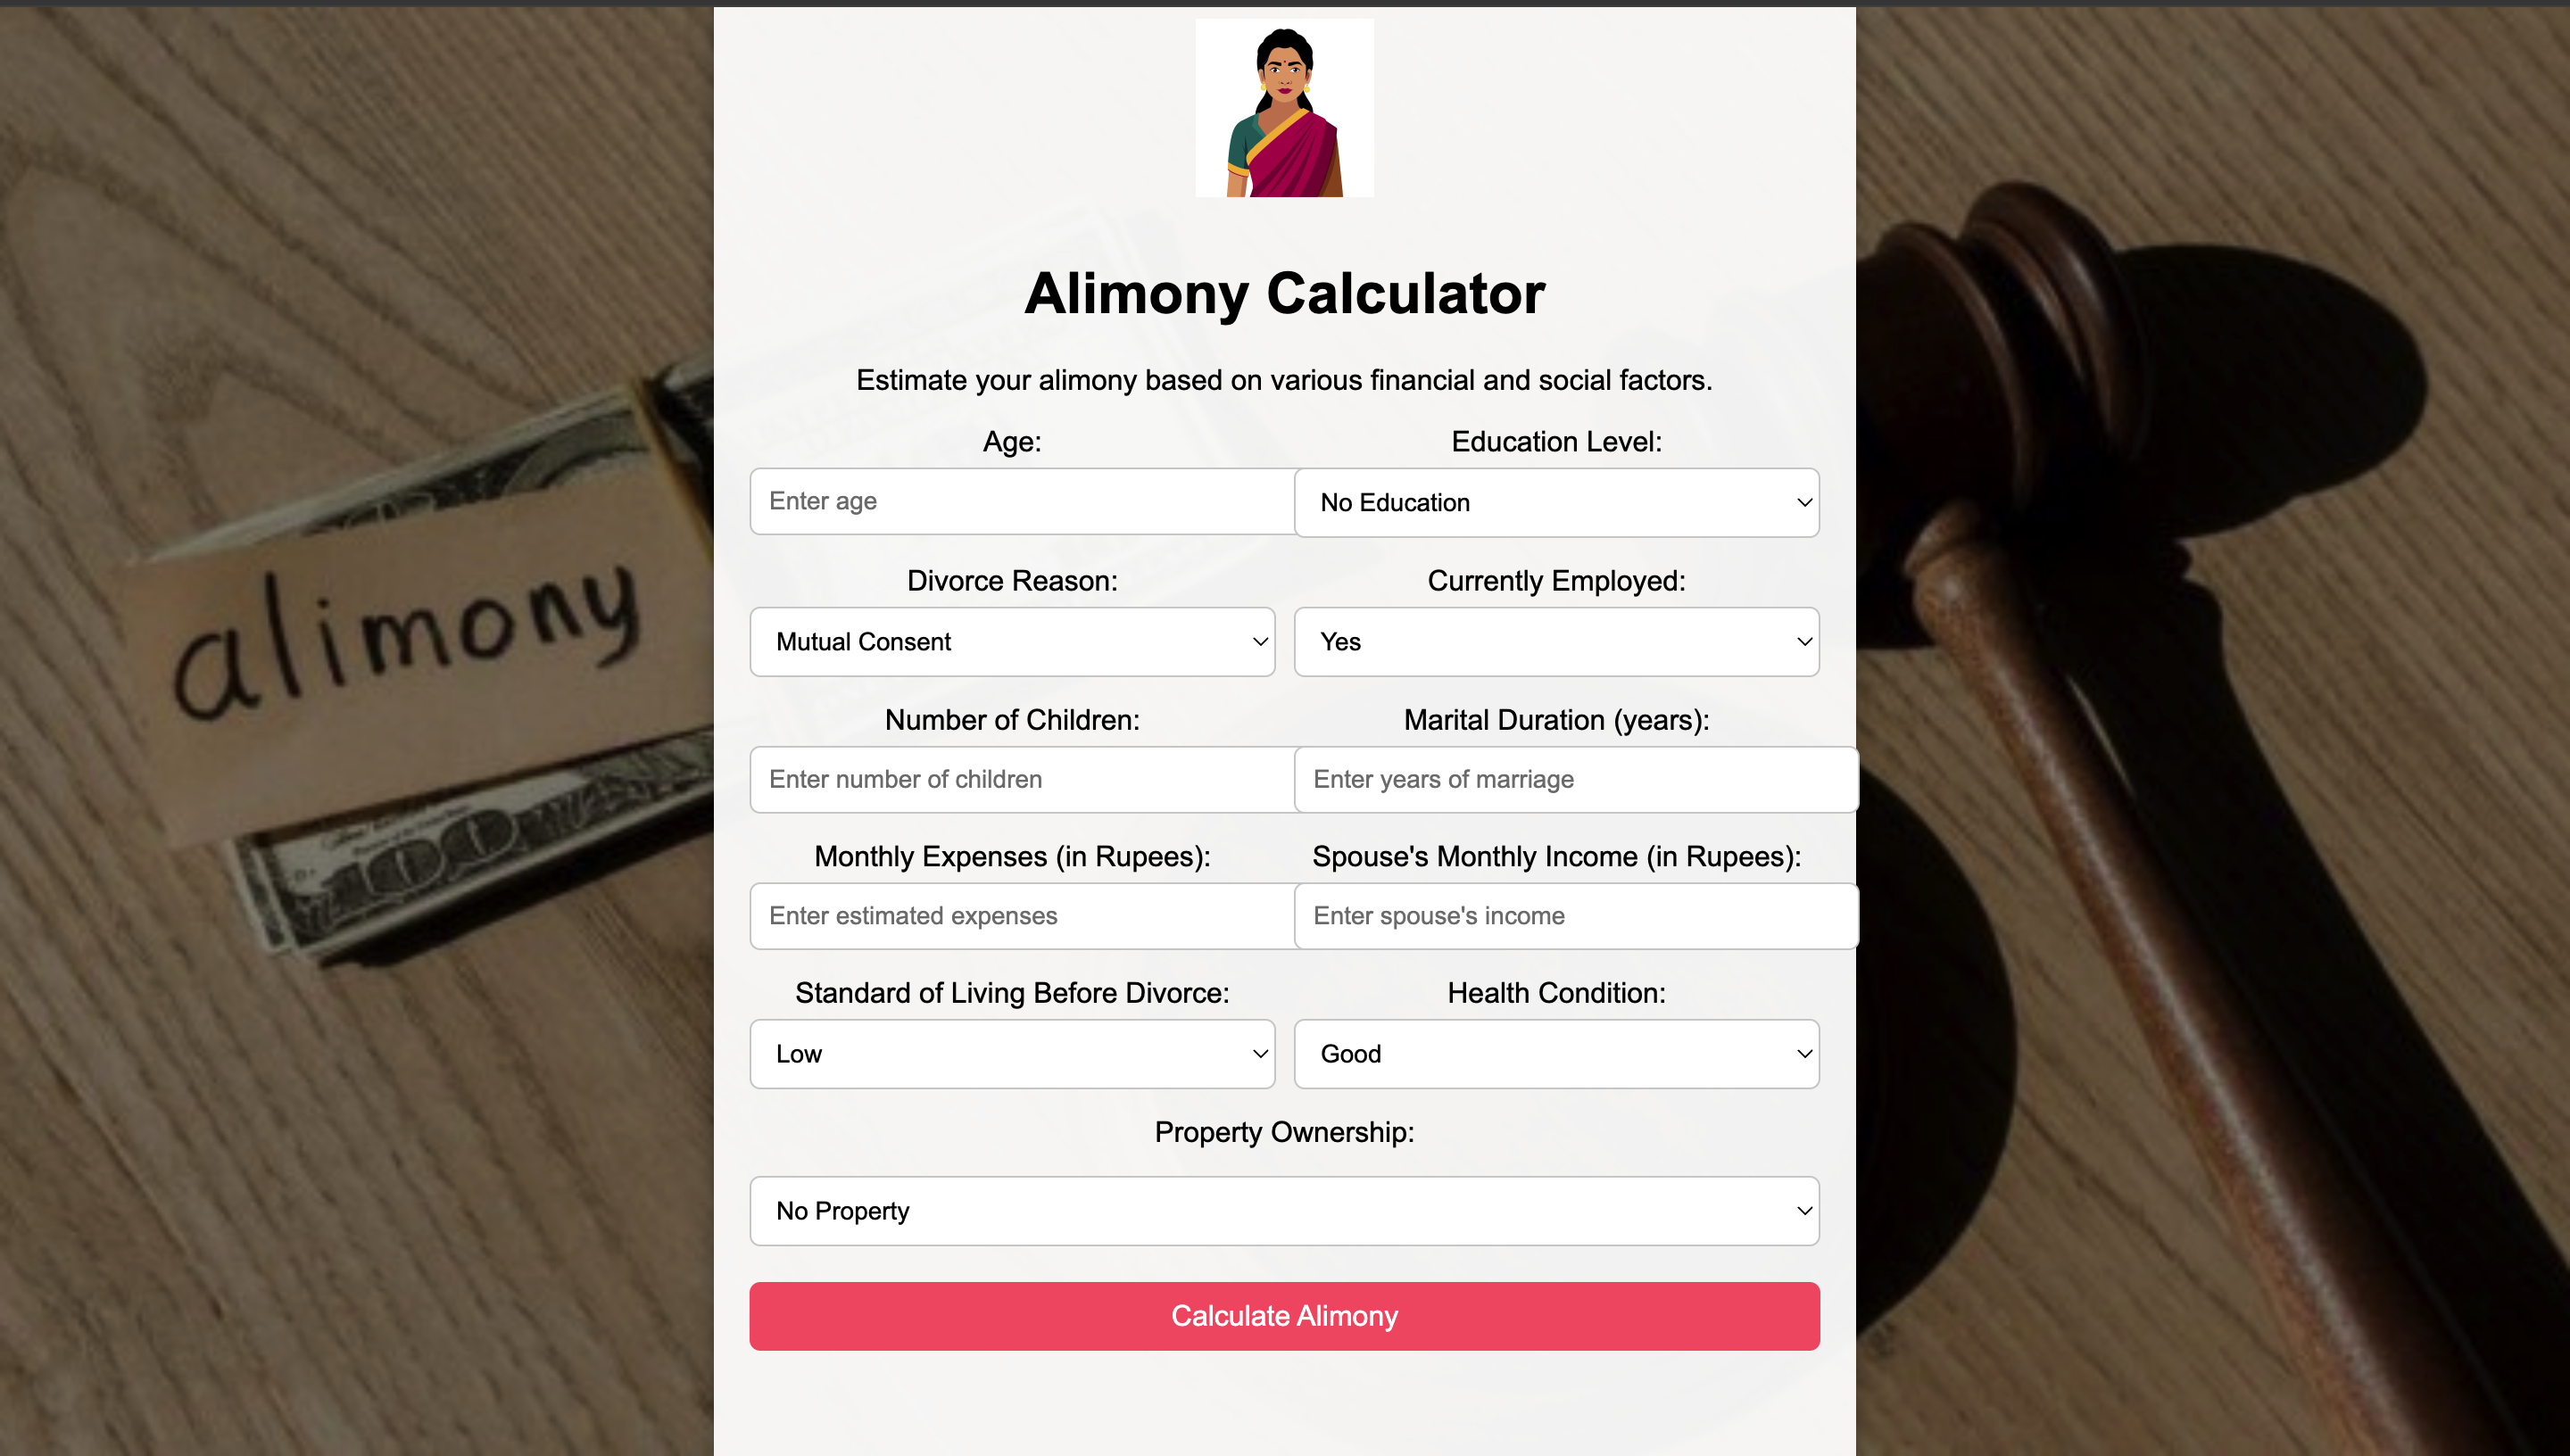 Alimony Calculator
Estimate your alimony based on various financial and social factors.
Age: Education Level:
Enter age No Education
Divorce Reason: Currently Employed:
Mutual Consent Yes
Number of Children: Marital Duration (years):
Enter number of children Enter years of marriage
Monthly Expenses (in Rupees): Spouse's Monthly Income (in Rupees):
Enter estimated expenses Enter spouse's income
Standard of Living Before Divorce: Health Condition:
Low Good
Property Ownership:
No Property
Calculate Alimony
alimony
100